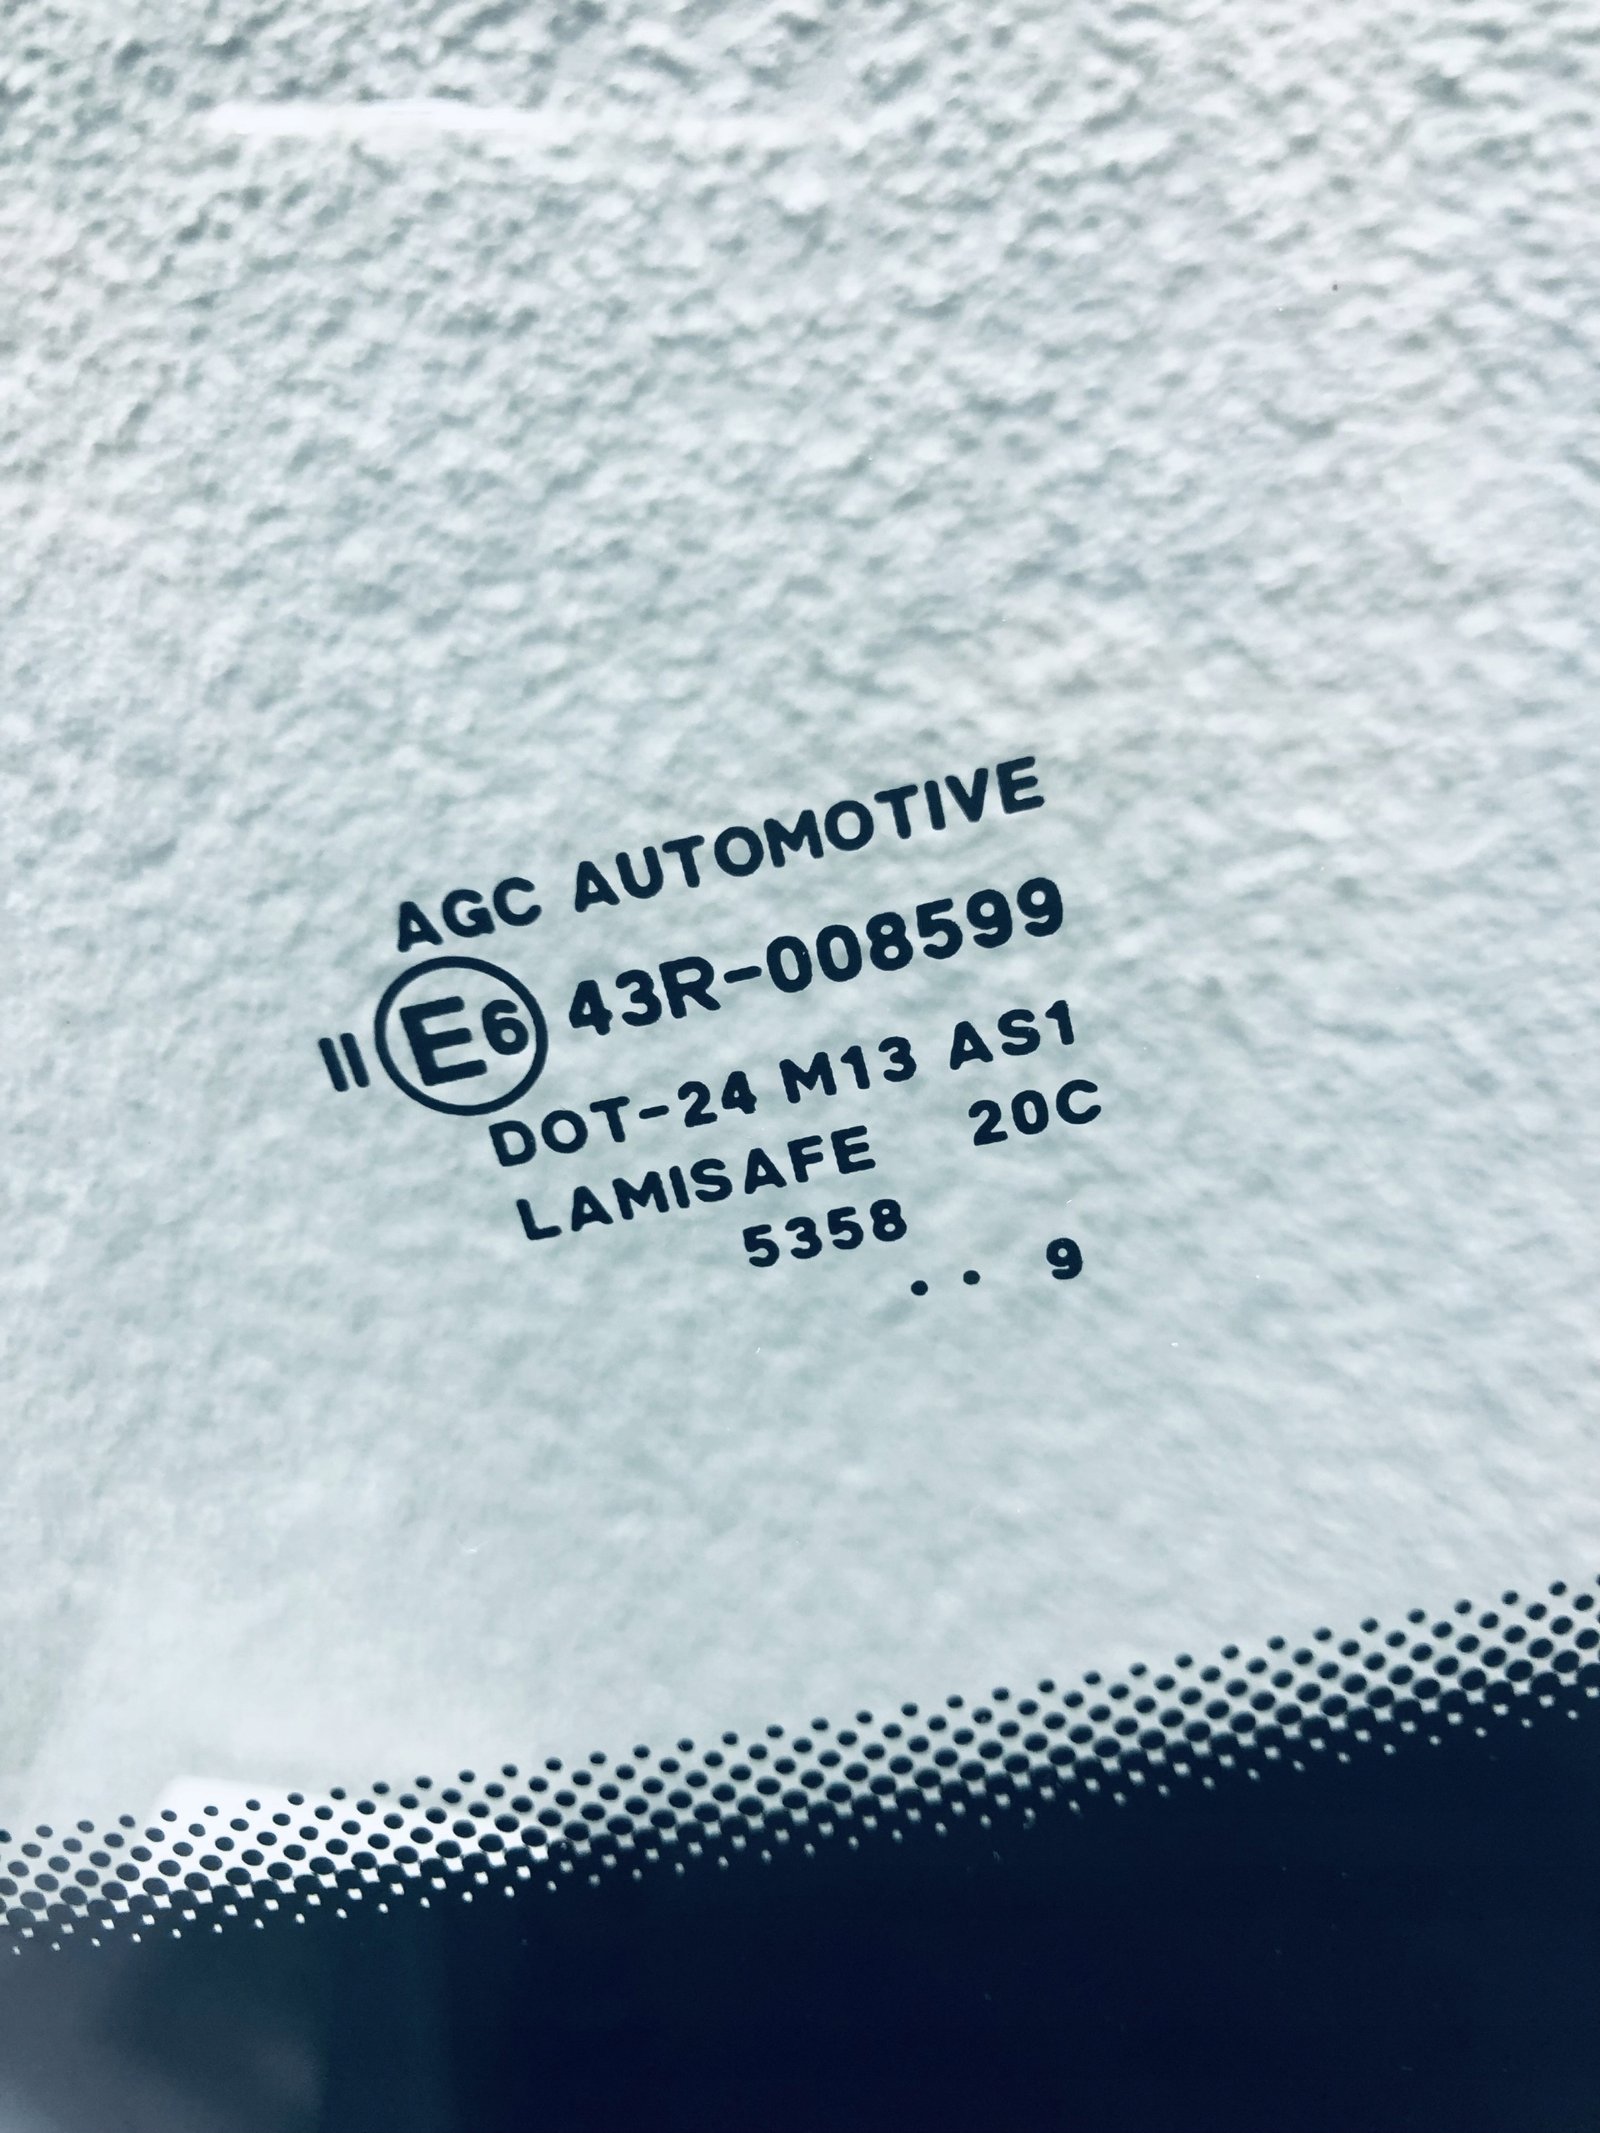 AGC AUTOMOTIVE
II E6 43R-008599
DOT-24 M13 AS1
LAMISAFE 20C
5358
. . 9